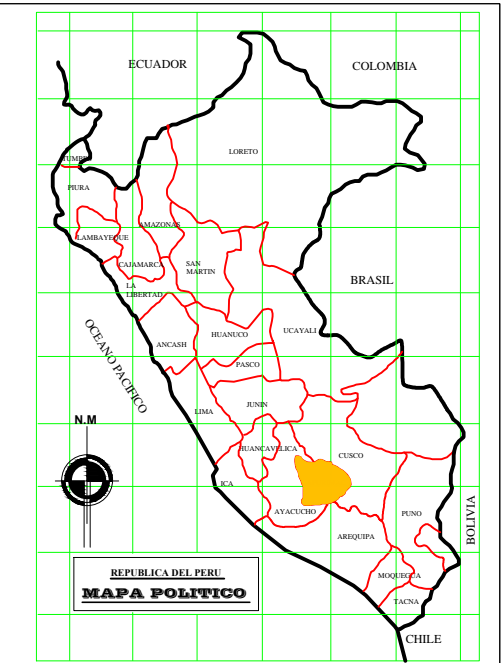 ECUADOR
COLOMBIA
LORETO
TUMBES
PIURA
AMAZONAS
LAMBAYEQUE
CAJAMARCA
SAN
MARTIN
BRASIL
LA
LIBERTAD
OCEANO PACIFICO
HUANUCO
UCAYALI
ANCASH
PASCO
LIMA
JUNIN
N.M
HUANCAVELICA
CUSCO
ICA
AYACUCHO
PUNO
BOLIVIA
AREQUIPA
REPUBLICA DEL PERU
MAPA POLITICO
MOQUEGUA
TACNA
CHILE